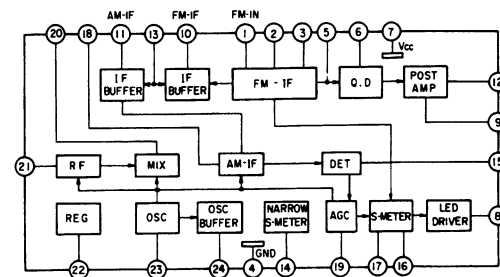 AM-IF FM-IF FM-IN
20 18 11 13 10 1 2 3 5 6 7
Vcc
IF BUFFER IF BUFFER FM-IF Q.D POST AMP
12
9
21 RF MIX AM-IF DET 15
REG OSC OSC BUFFER NARROW S-METER AGC S-METER LED DRIVER 8
GND
22 23 24 4 14 19 17 16